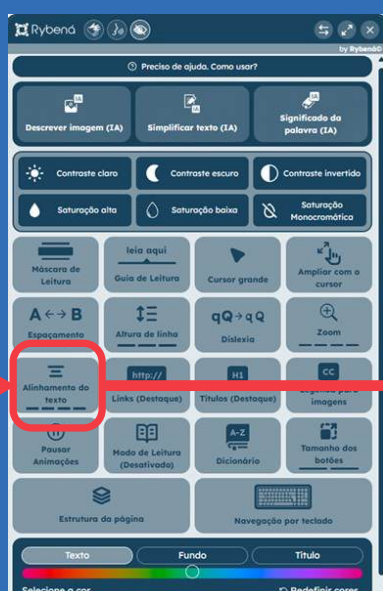 Rybená
by Rybená©
Preciso de ajuda. Como usar?
Descrever imagem (IA)
Simplificar texto (IA)
Significado da
palavra (IA)
Contraste claro
Contraste escuro
Contraste invertido
Saturação alta
Saturação baixa
Saturação
Monocromática
Máscara de
Leitura
leia aqui
Guia de Leitura
Cursor grande
Ampliar com o
cursor
A ↔ B
Espaçamento
Altura de linha
qQ→qQ
Dislexia
Zoom
Alinhamento do
texto
http://
Links (Destaque)
H1
Títulos (Destaque)
CC
Legenda para
imagens
Pausar
Animações
Modo de Leitura
(Desativado)
A-Z
Dicionário
Tamanho dos
botões
Estrutura da página
Navegação por teclado
Texto
Fundo
Título
Selecione a cor
Redefinir cores